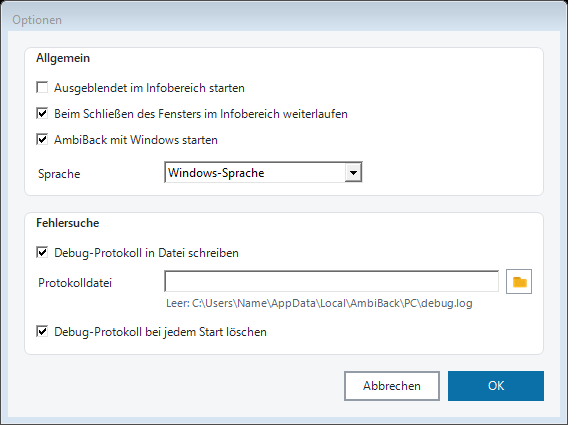 Optionen
Allgemein
Ausgeblendet im Infobereich starten
Beim Schließen des Fensters im Infobereich weiterlaufen
AmbiBack mit Windows starten
Sprache Windows-Sprache
Fehlersuche
Debug-Protokoll in Datei schreiben
Protokolldatei
Leer: C:\Users\Name\AppData\Local\AmbiBack\PC\debug.log
Debug-Protokoll bei jedem Start löschen
Abbrechen OK